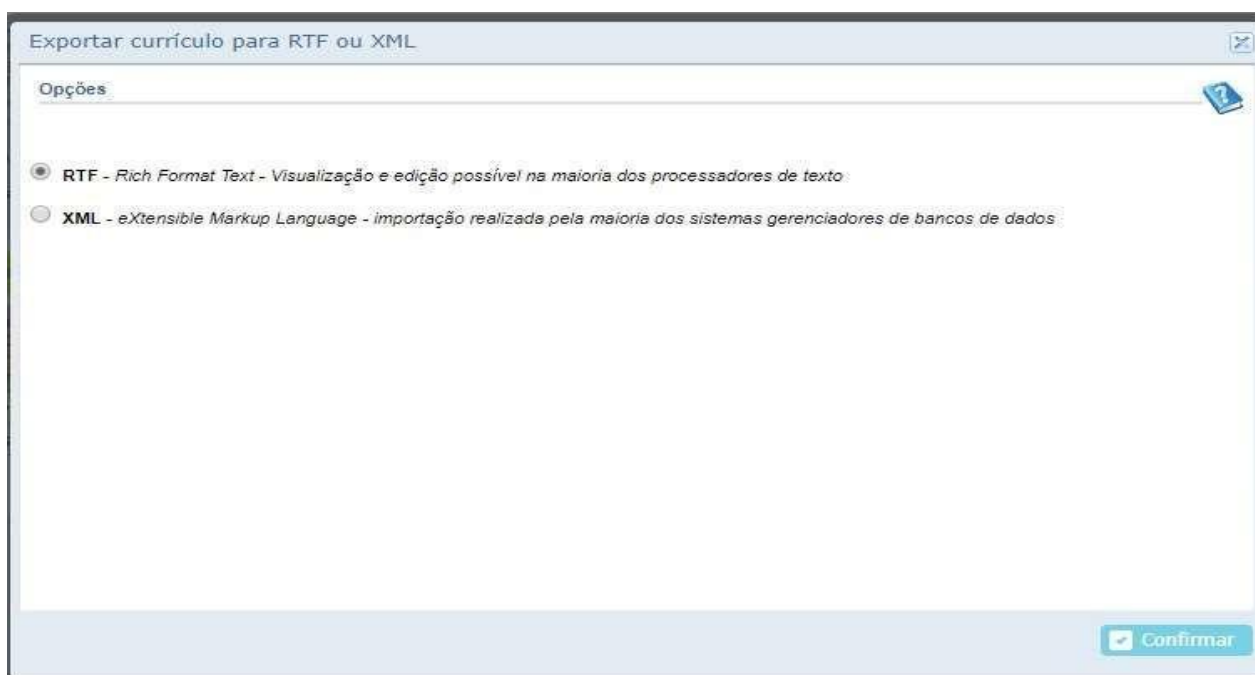 Exportar currículo para RTF ou XML
Opções
RTF - Rich Format Text - Visualização e edição possível na maioria dos processadores de texto
XML - eXtensible Markup Language - importação realizada pela maioria dos sistemas gerenciadores de bancos de dados
Confirmar